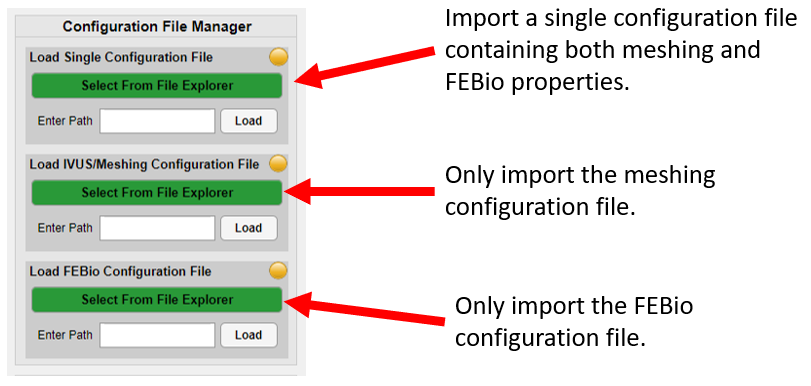 Configuration File Manager
Load Single Configuration File
Select From File Explorer
Enter Path
Load
Import a single configuration file
containing both meshing and
FEBio properties.
Load IVUS/Meshing Configuration File
Select From File Explorer
Enter Path
Load
Only import the meshing
configuration file.
Load FEBio Configuration File
Select From File Explorer
Enter Path
Load
Only import the FEBio
configuration file.